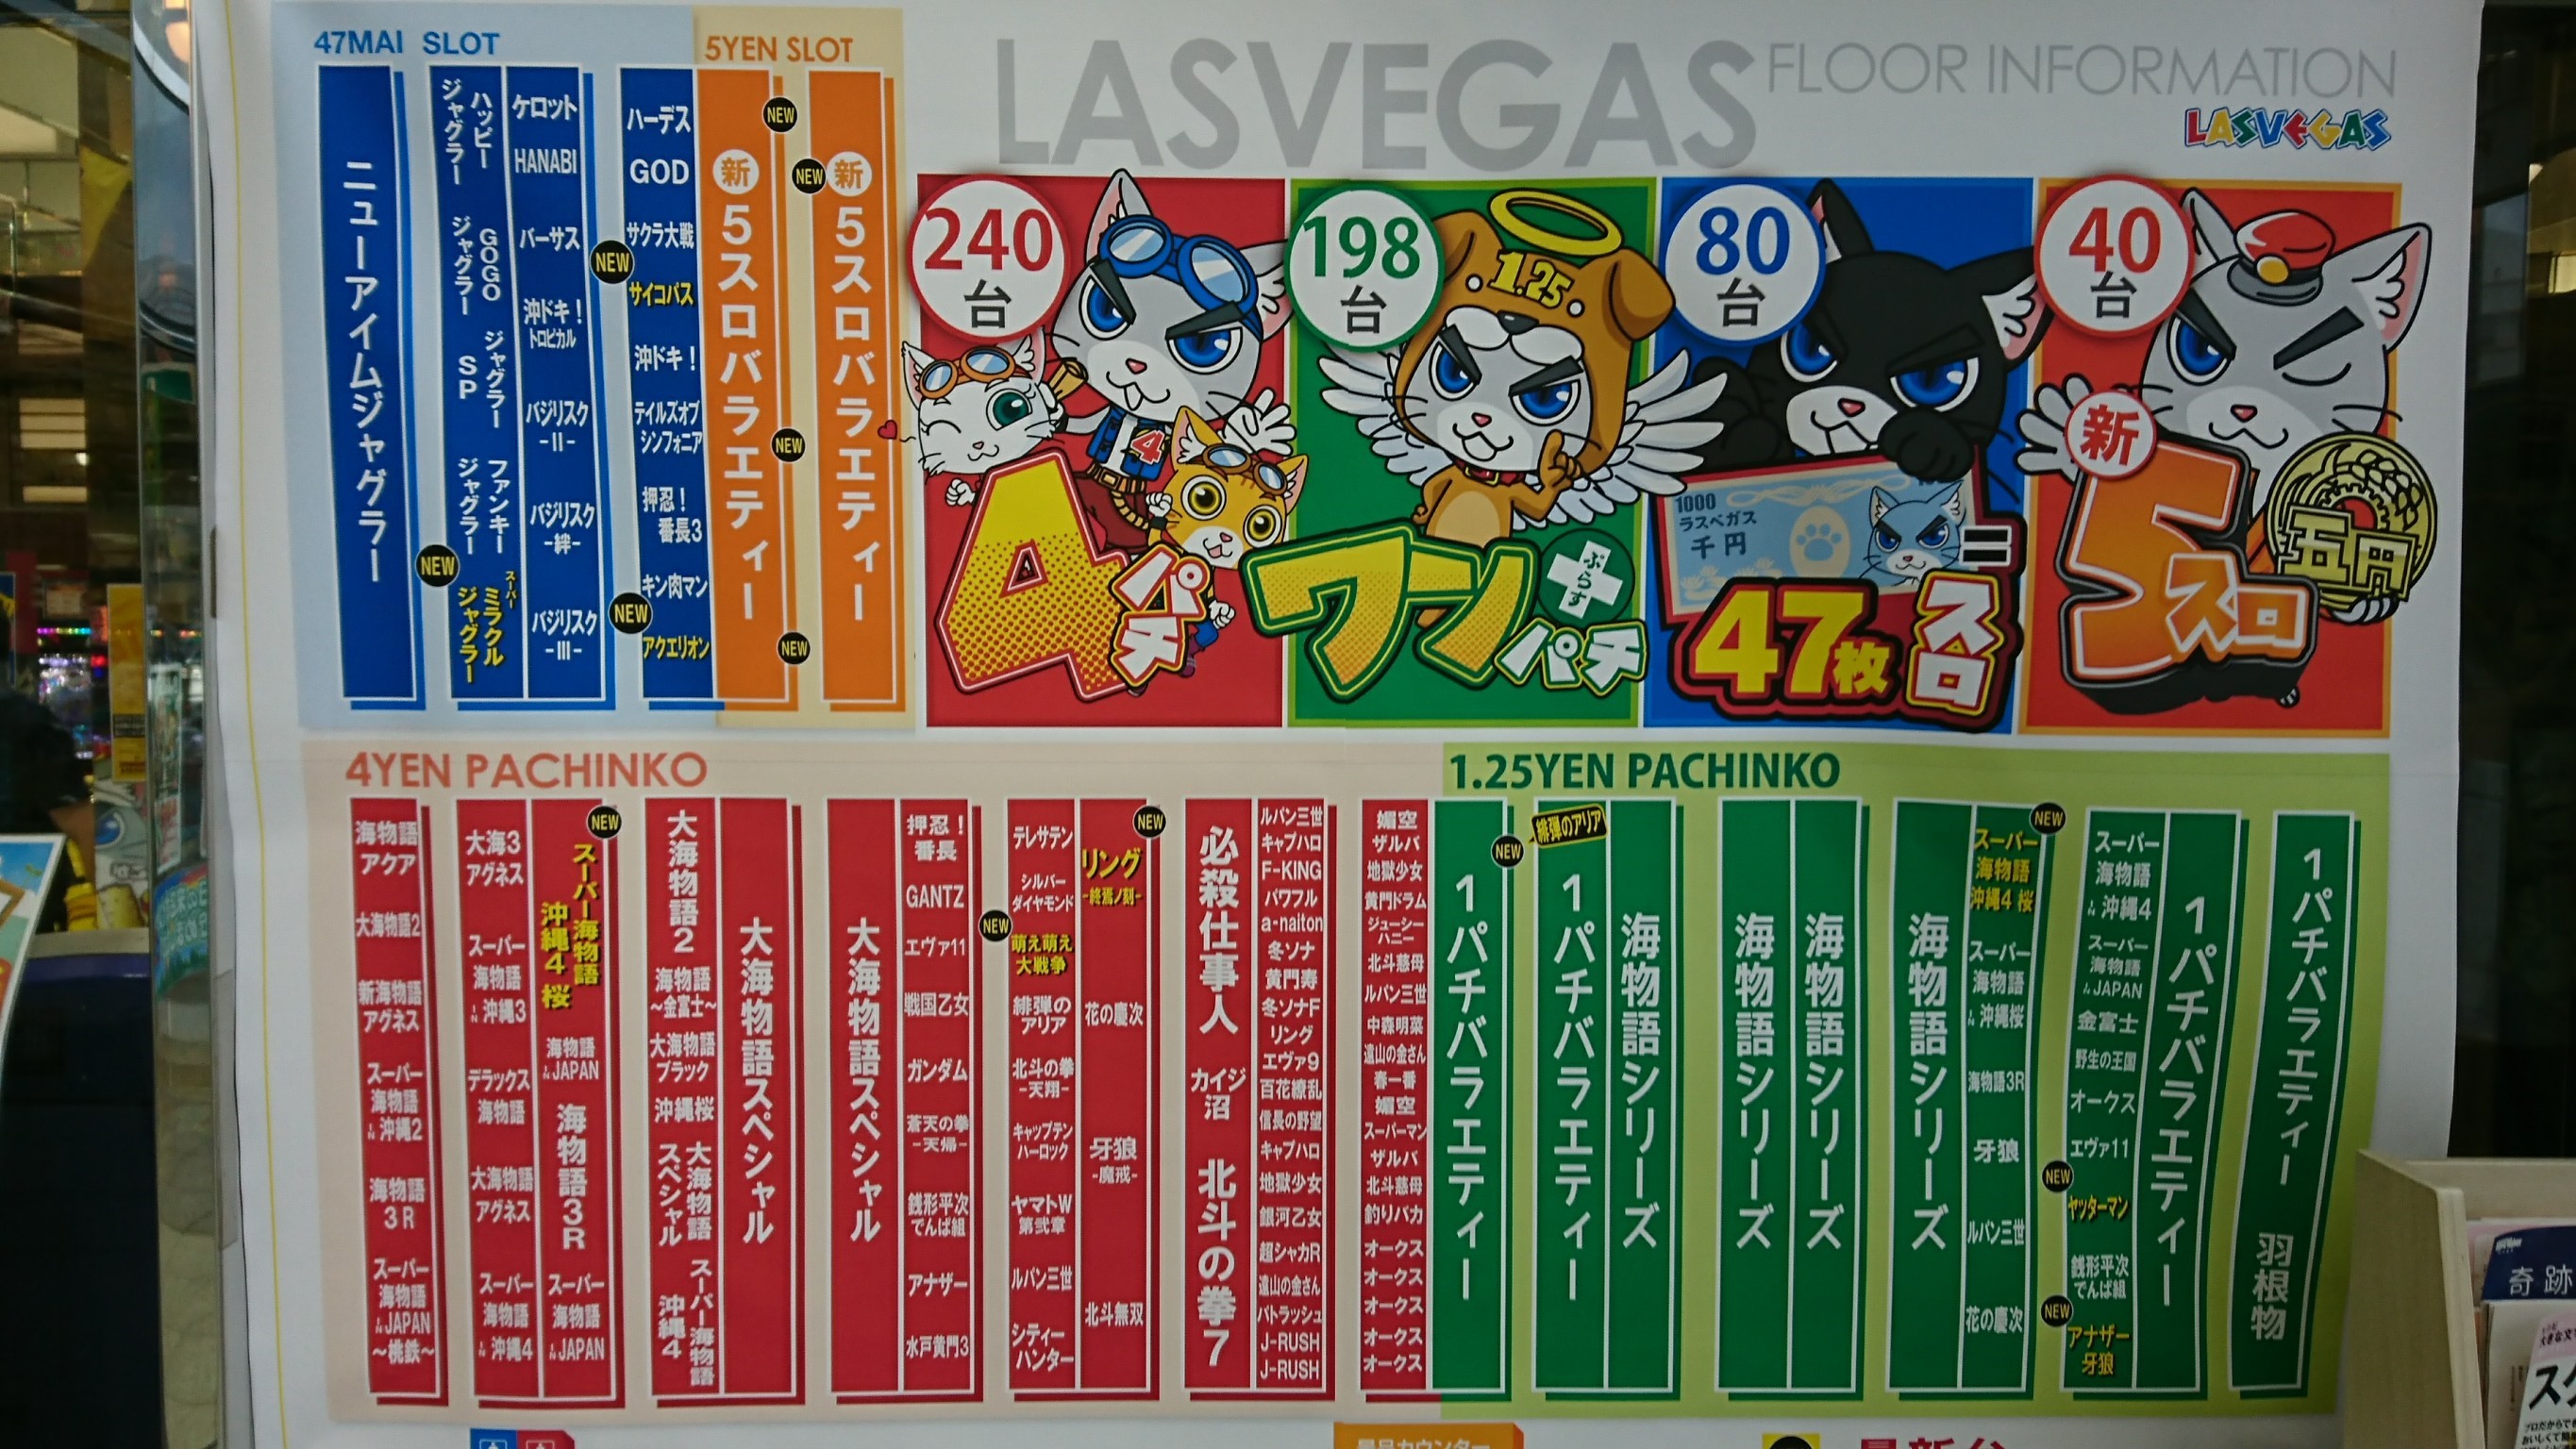 47MAI SLOT
5YEN SLOT
LASVEGAS FLOOR INFORMATION
LASVEGAS
ニューアイムジャグラー
ハッピー
ジャグラー
GOGO
ジャグラー
ジャグラー
SP
ファンキー
ジャグラー
NEW
スーパー
ミラクル
ジャグラー
ケロット
HANABI
バーサス
沖ドキ!
トロピカル
バジリスク
-II-
バジリスク
-絆-
バジリスク
-III-
ハーデス
GOD
サクラ大戦
NEW
サイコパス
沖ドキ!
テイルズオブ
シンフォニア
押忍!
番長3
キン肉マン
NEW
アクエリオン
新5スロバラエティー
NEW
NEW
NEW
新5スロバラエティー
NEW
240
台
4
4パチ
198
台
1.25
ワンパチ
ぷらす
80
台
1000
ラスベガス
千円
=
47枚スロ
40
台
新
5スロ
五円
4YEN PACHINKO
海物語
アクア
大海物語2
新海物語
アグネス
スーパー
海物語
IN沖縄2
海物語
3R
スーパー
海物語
INJAPAN
~桃鉄~
大海3
アグネス
スーパー
海物語
IN沖縄3
デラックス
海物語
大海物語
アグネス
スーパー
海物語
IN沖縄4
NEW
スーパー海物語
沖縄4 桜
海物語
INJAPAN
海物語3R
スーパー
海物語
INJAPAN
大海物語2
海物語
~金富士~
大海物語
ブラック
沖縄桜
大海物語
スペシャル
スーパー海物語
沖縄4
大海物語スペシャル
大海物語スペシャル
押忍!
番長
GANTZ
エヴァ11
戦国乙女
ガンダム
蒼天の拳
-天帰-
銭形平次
でんぱ組
アナザー
水戸黄門3
テレサテン
シルバー
ダイヤモンド
NEW
萌え萌え
大戦争
緋弾の
アリア
北斗の拳
-天翔-
キャップテン
ハーロック
ヤマトW
第弐章
ルパン三世
シティー
ハンター
NEW
リング
-終焉ノ刻-
花の慶次
牙狼
-魔戒-
北斗無双
必殺仕事人
カイジ
沼
北斗の拳7
ルパン三世
キャプハロ
F-KING
パワフル
a-naiton
冬ソナ
黄門寿
冬ソナF
リング
エヴァ9
百花繚乱
信長の野望
キャプハロ
地獄少女
銀河乙女
超シャカR
遠山の金さん
パトラッシュ
J-RUSH
J-RUSH
媚空
ザルバ
地獄少女
黄門ドラム
ジューシー
ハニー
北斗慈母
ルパン三世
中森明菜
遠山の金さん
春一番
媚空
スーパーマン
ザルバ
北斗慈母
釣りバカ
オークス
オークス
オークス
オークス
オークス
1.25YEN PACHINKO
1パチバラエティー
NEW
緋弾のアリア
1パチバラエティー
海物語シリーズ
海物語シリーズ
海物語シリーズ
海物語シリーズ
NEW
スーパー
海物語
沖縄4 桜
スーパー
海物語
IN沖縄桜
海物語3R
牙狼
ルパン三世
花の慶次
スーパー
海物語
IN沖縄4
スーパー
海物語
INJAPAN
金富士
野生の王国
オークス
エヴァ11
NEW
ヤッターマン
銭形平次
でんぱ組
NEW
アナザー
牙狼
1パチバラエティー
1パチバラエティー
羽根物
奇跡